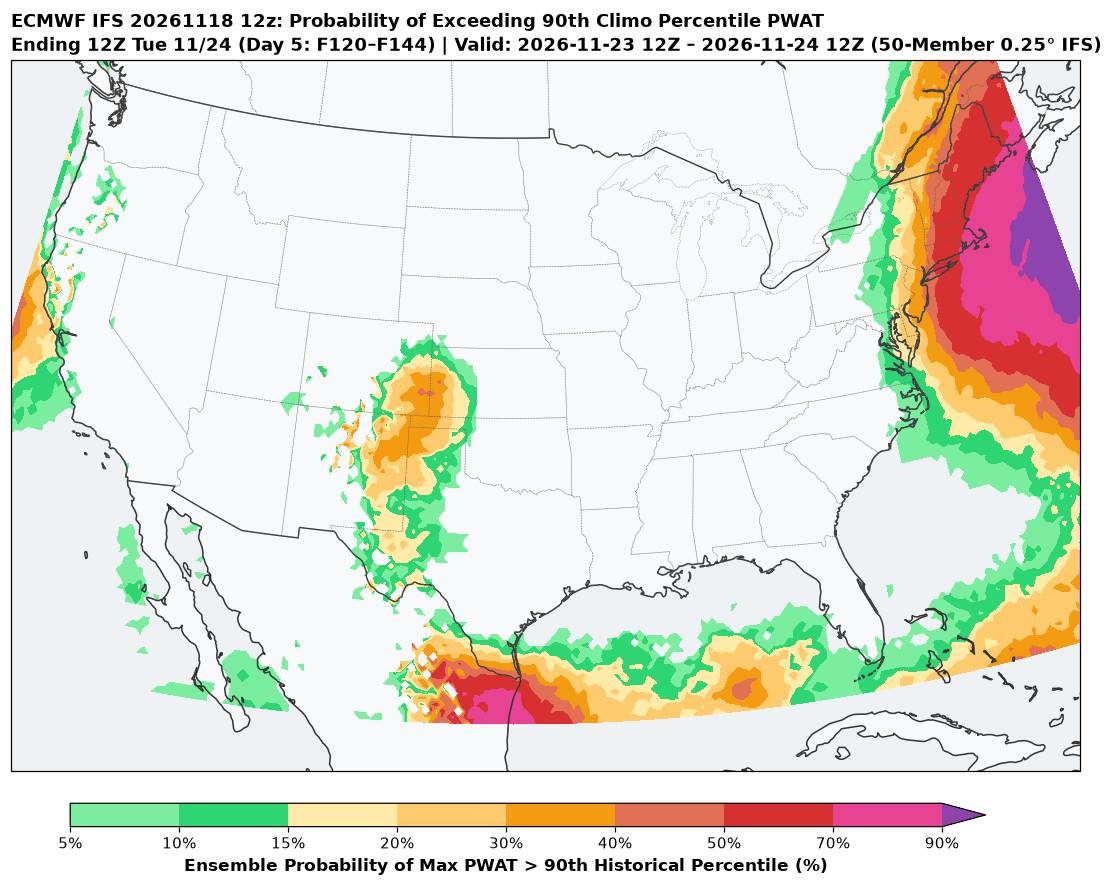 ECMWF IFS 20261118 12z: Probability of Exceeding 90th Climo Percentile PWAT
Ending 12Z Tue 11/24 (Day 5: F120–F144) | Valid: 2026-11-23 12Z – 2026-11-24 12Z (50-Member 0.25° IFS)
5% 10% 15% 20% 30% 40% 50% 70% 90%
Ensemble Probability of Max PWAT > 90th Historical Percentile (%)